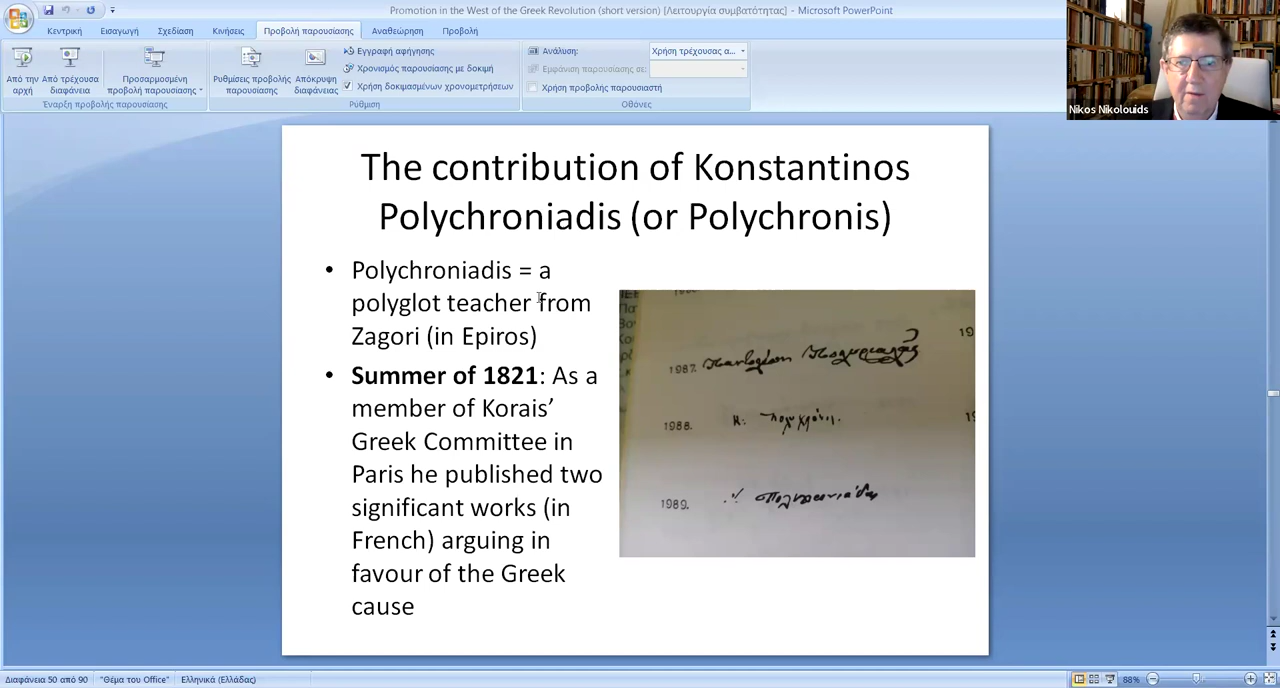 Promotion in the West of the Greek Revolution (short version) [Λειτουργία συμβατότητας] - Microsoft PowerPoint
Κεντρική Εισαγωγή Σχεδίαση Κινήσεις Προβολή παρουσίασης Αναθεώρηση Προβολή
Από την αρχή
Από τρέχουσα διαφάνεια
Προσαρμοσμένη προβολή παρουσίασης
Έναρξη προβολής παρουσίασης
Ρυθμίσεις προβολής παρουσίασης
Απόκρυψη διαφάνειας
Εγγραφή αφήγησης
Χρονισμός παρουσίασης με δοκιμή
Χρήση δοκιμασμένων χρονομετρήσεων
Ρύθμιση
Ανάλυση: Χρήση τρέχουσας α...
Εμφάνιση παρουσίασης σε:
Χρήση προβολής παρουσιαστή
Οθόνες
Nikos Nikolouids
The contribution of Konstantinos
Polychroniadis (or Polychronis)
• Polychroniadis = a
polyglot teacher from
Zagori (in Epiros)
• Summer of 1821: As a
member of Korais’
Greek Committee in
Paris he published two
significant works (in
French) arguing in
favour of the Greek
cause
1987.
1988.
1989.
Διαφάνεια 50 από 90 "Θέμα του Office" Ελληνικά (Ελλάδας) 88%